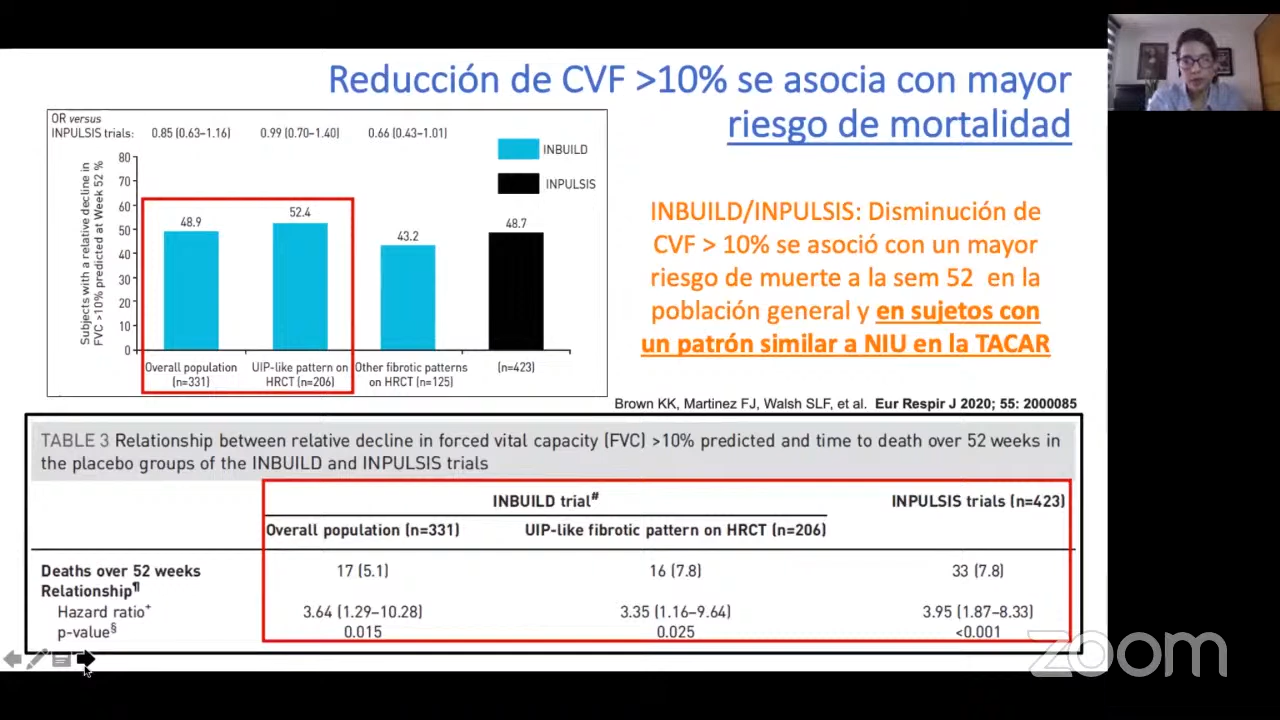 Reducción de CVF >10% se asocia con mayor
riesgo de mortalidad
OR versus
INPULSIS trials: 0.85 (0.63–1.16) 0.99 (0.70–1.40) 0.66 (0.43–1.01)
INBUILD
INPULSIS
Subjects with a relative decline in
FVC >10% predicted at Week 52 %
80
70
60
50
40
30
20
10
0
48.9
52.4
43.2
48.7
Overall population
(n=331)
UIP-like pattern on
HRCT (n=206)
Other fibrotic patterns
on HRCT (n=125)
(n=423)
INBUILD/INPULSIS: Disminución de
CVF > 10% se asoció con un mayor
riesgo de muerte a la sem 52 en la
población general y en sujetos con
un patrón similar a NIU en la TACAR
Brown KK, Martinez FJ, Walsh SLF, et al. Eur Respir J 2020; 55: 2000085
TABLE 3 Relationship between relative decline in forced vital capacity (FVC) >10% predicted and time to death over 52 weeks in
the placebo groups of the INBUILD and INPULSIS trials
INBUILD trial# INPULSIS trials (n=423)
Overall population (n=331) UIP-like fibrotic pattern on HRCT (n=206)
Deaths over 52 weeks 17 (5.1) 16 (7.8) 33 (7.8)
Relationship¶
Hazard ratio+ 3.64 (1.29–10.28) 3.35 (1.16–9.64) 3.95 (1.87–8.33)
p-value§ 0.015 0.025 <0.001
zoom